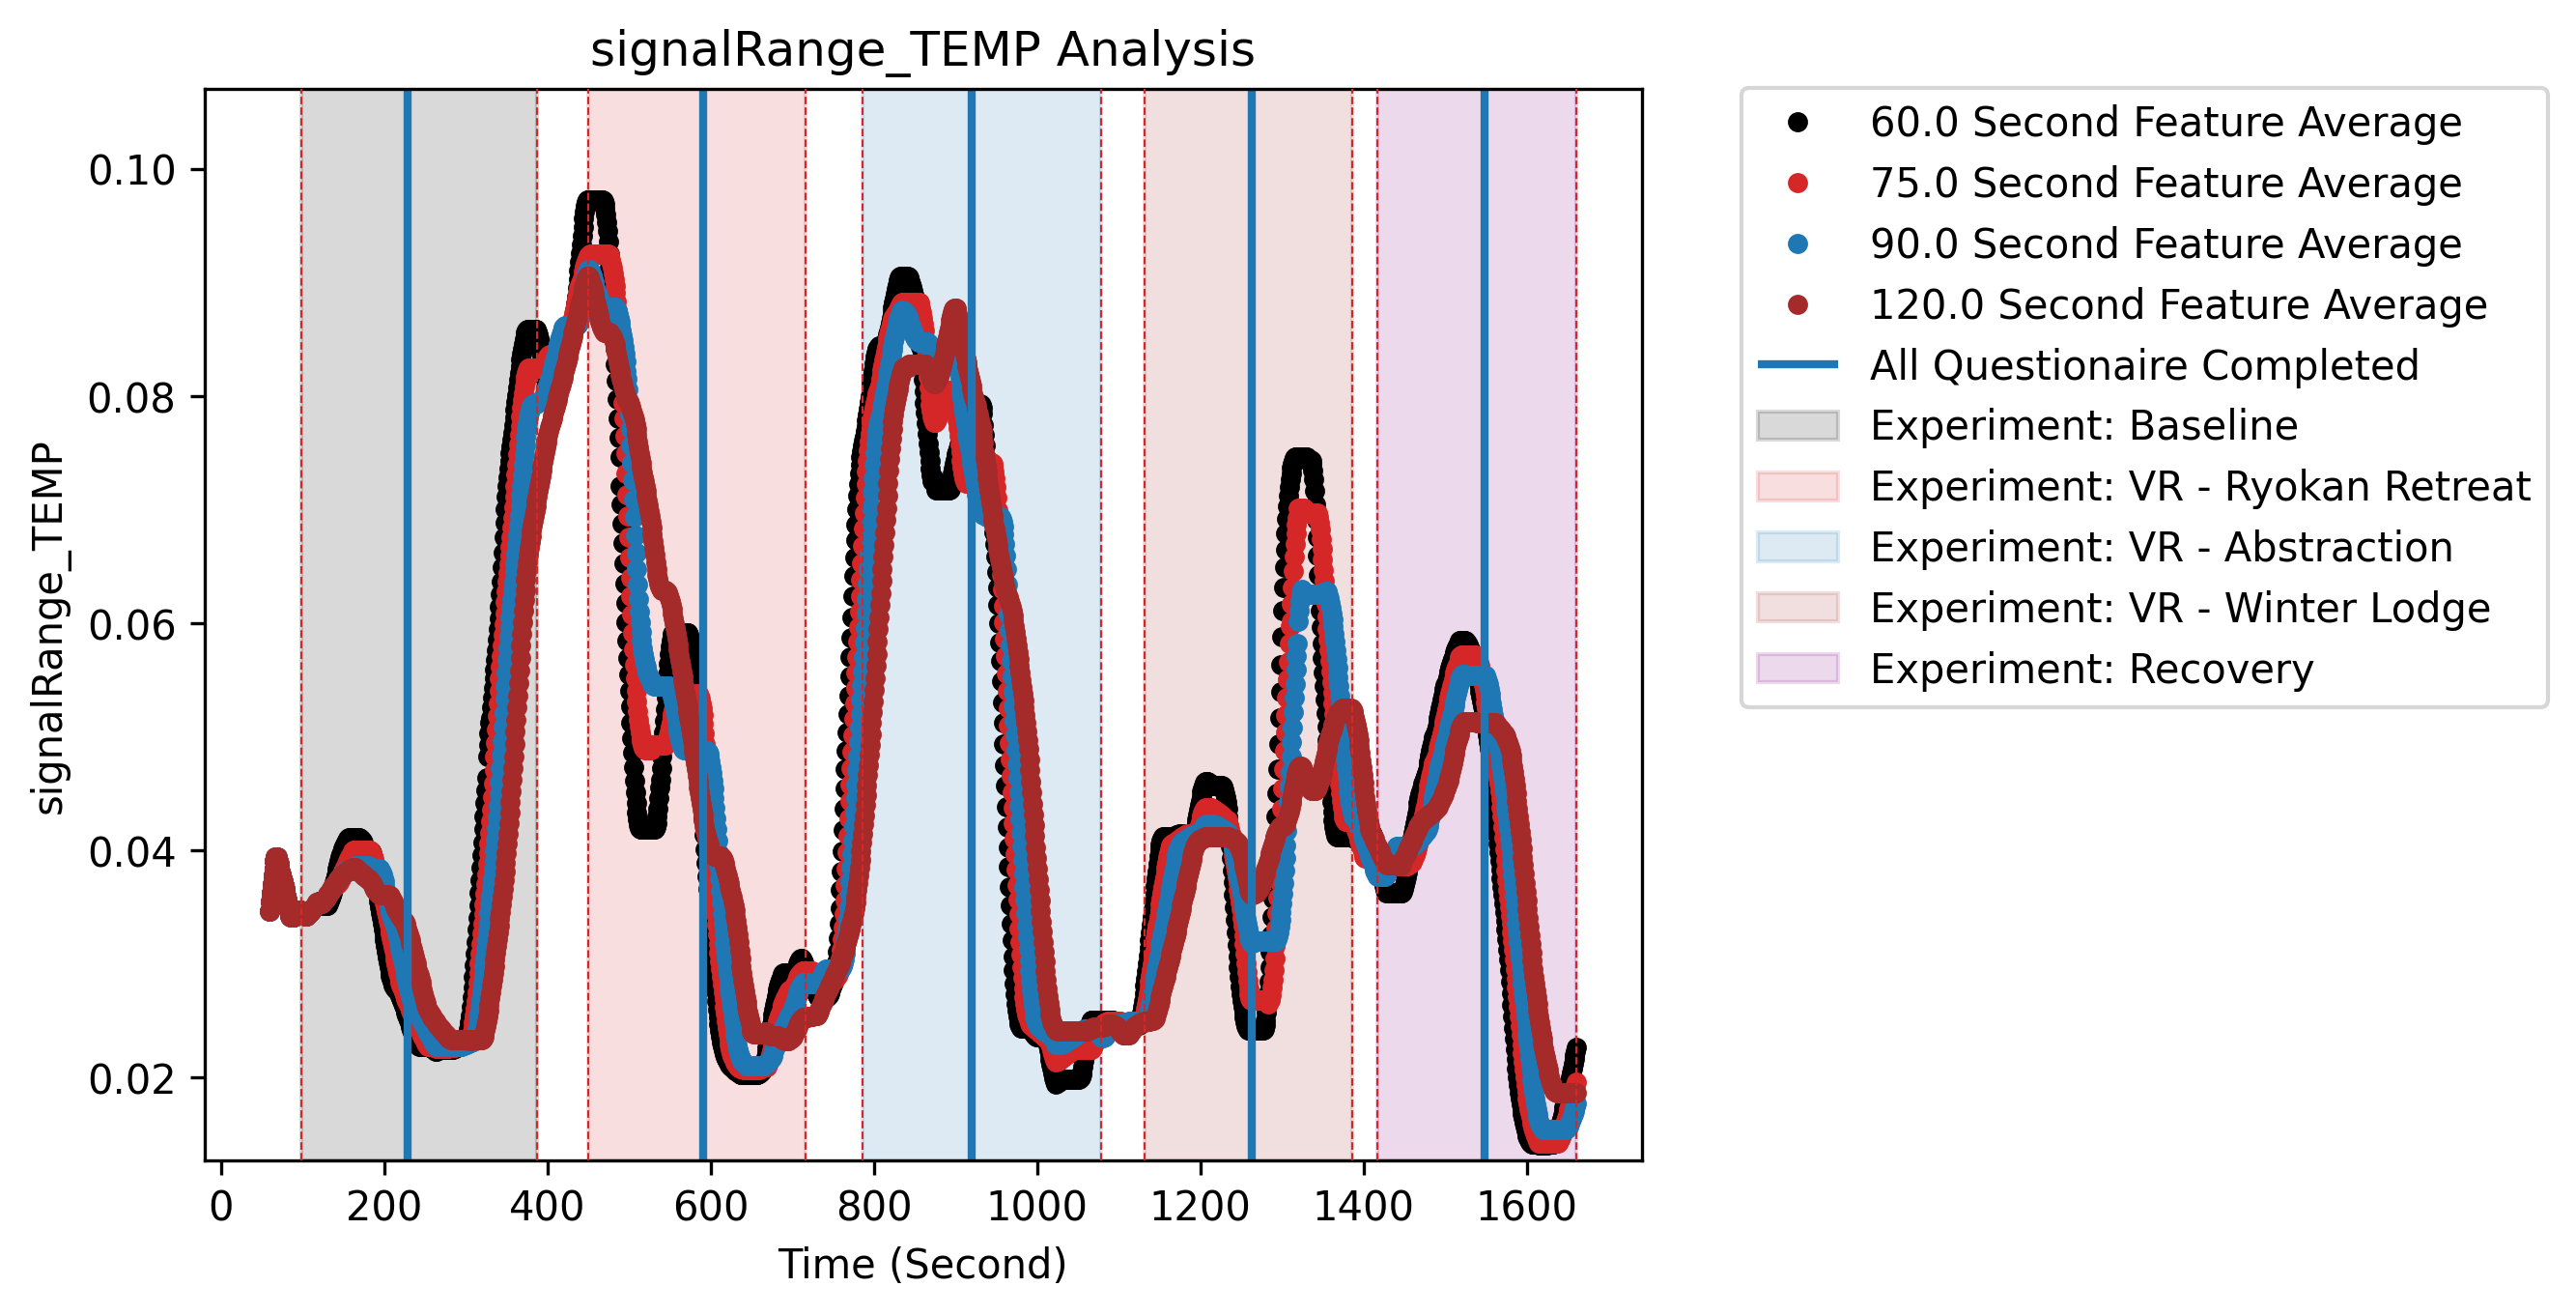 signalRange_TEMP Analysis
signalRange_TEMP
0.10
0.08
0.06
0.04
0.02
0 200 400 600 800 1000 1200 1400 1600
Time (Second)
60.0 Second Feature Average
75.0 Second Feature Average
90.0 Second Feature Average
120.0 Second Feature Average
All Questionaire Completed
Experiment: Baseline
Experiment: VR - Ryokan Retreat
Experiment: VR - Abstraction
Experiment: VR - Winter Lodge
Experiment: Recovery